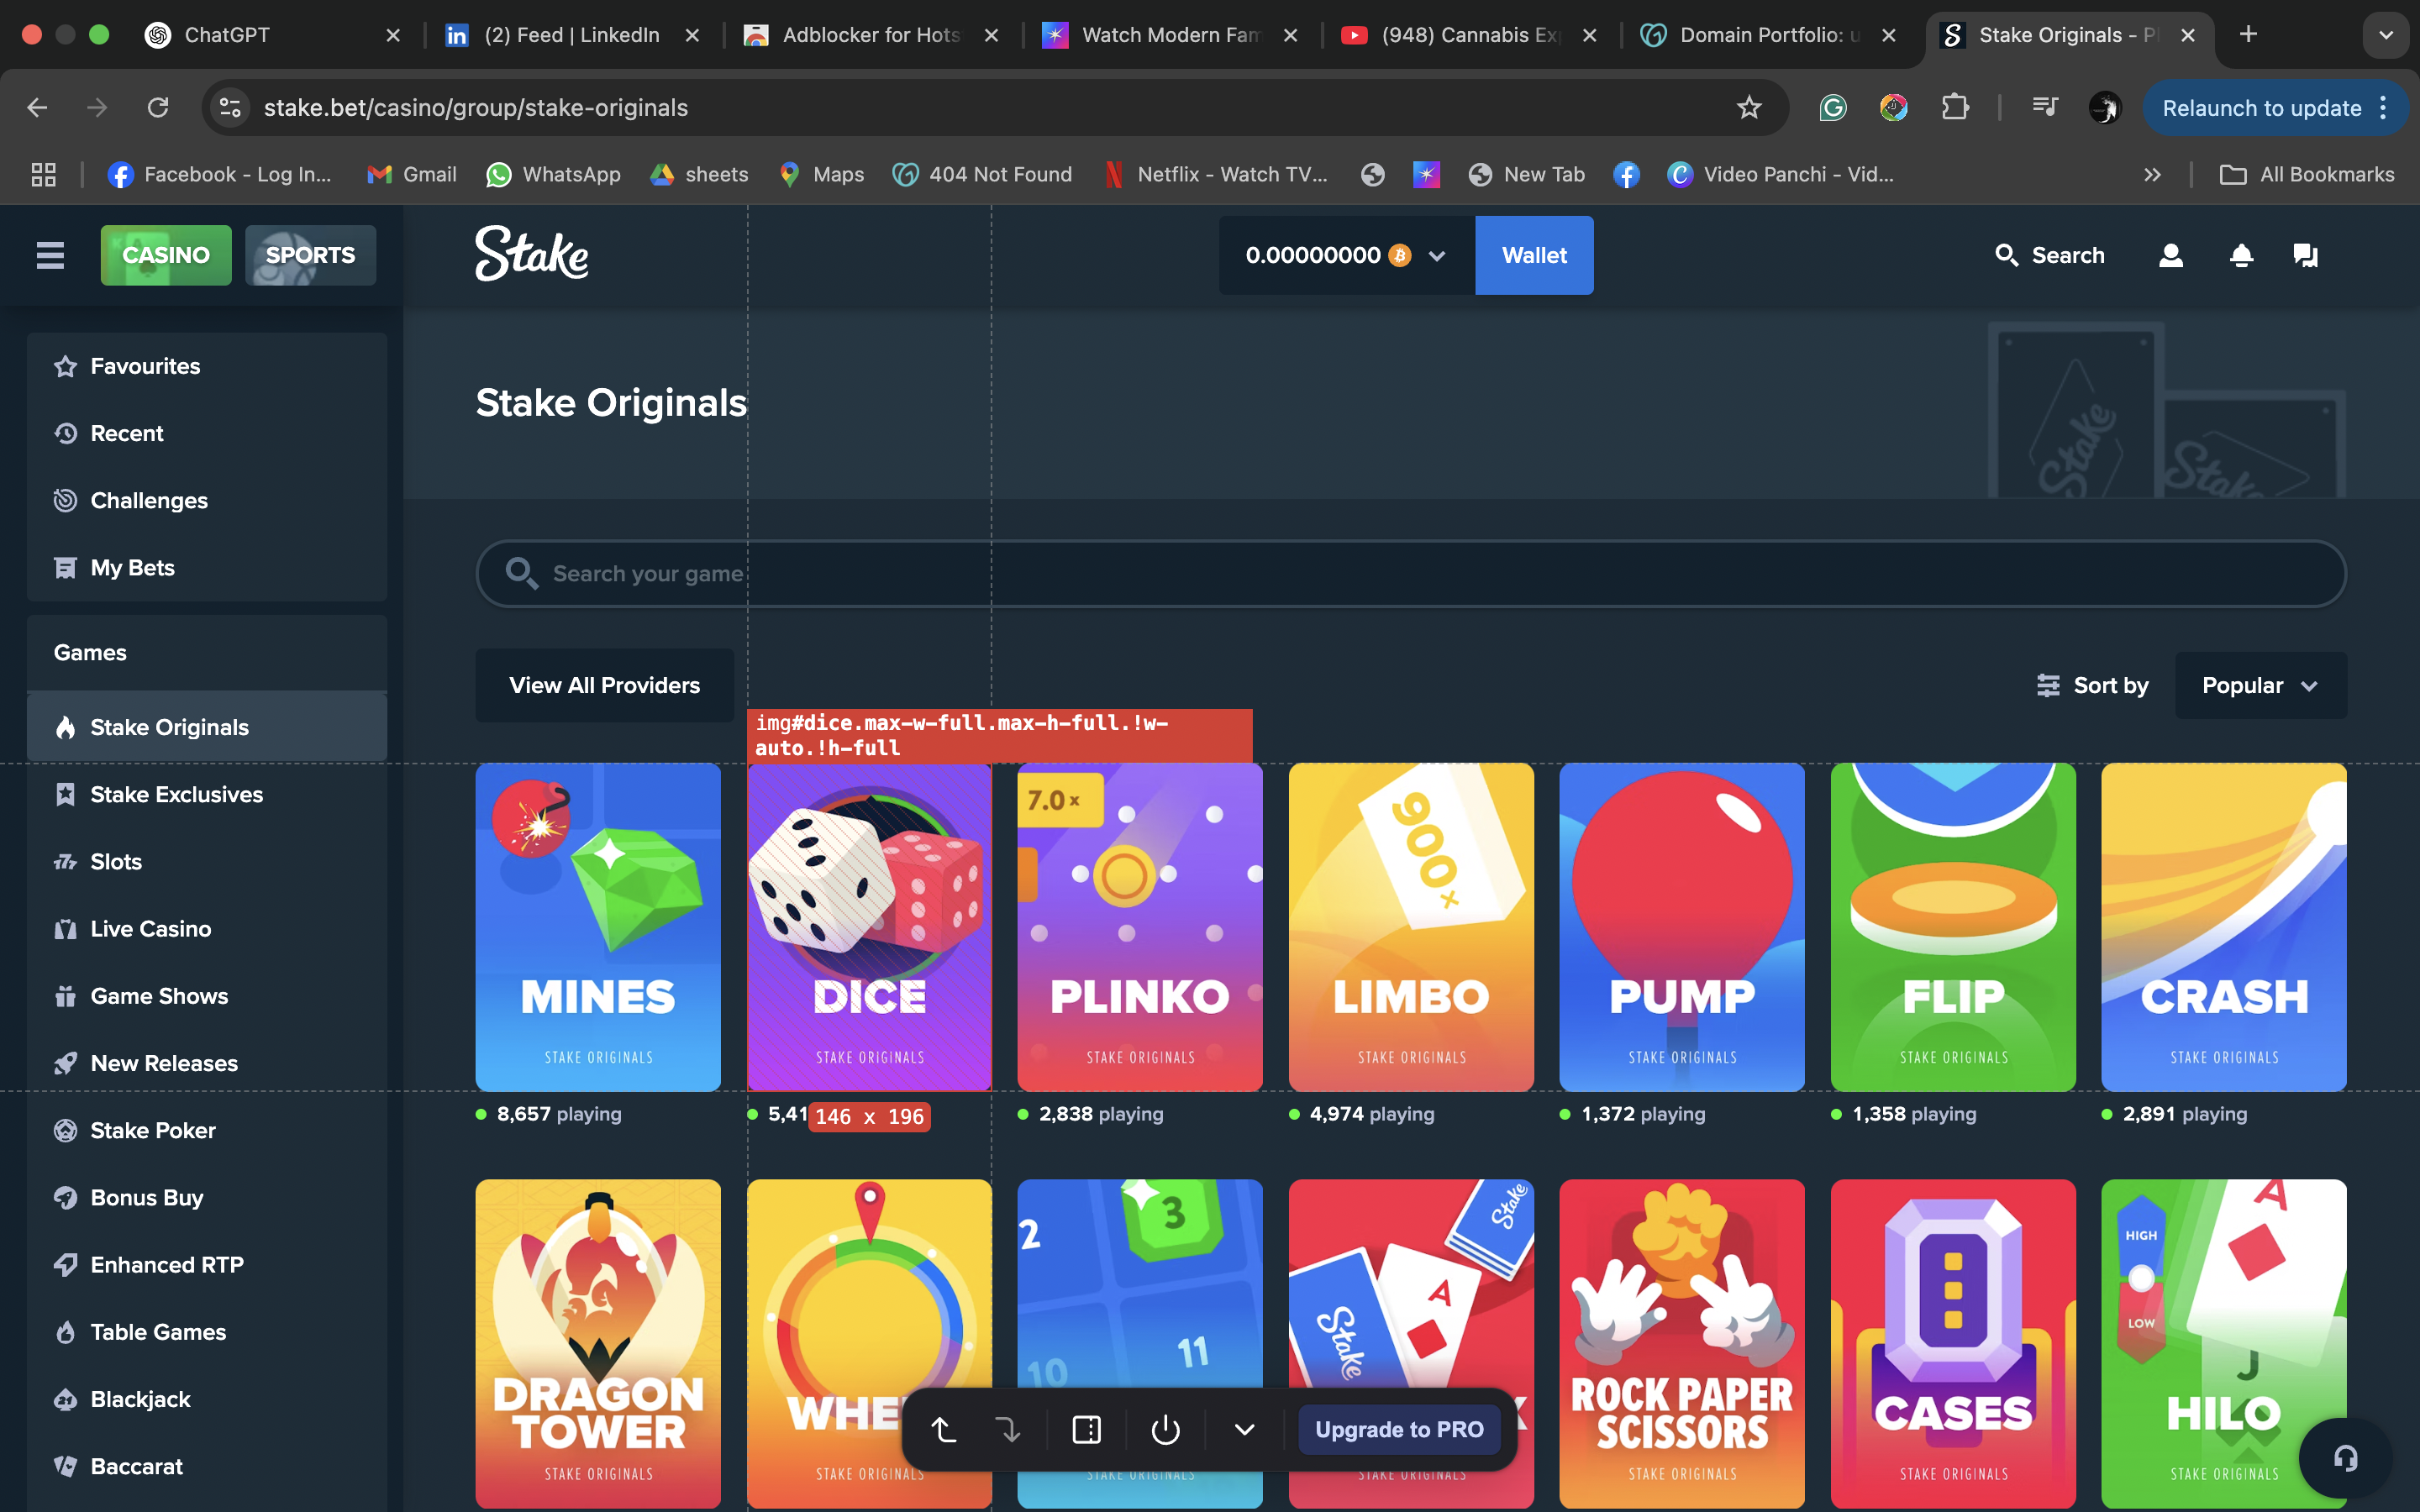 ChatGPT
(2) Feed | LinkedIn
Adblocker for Hots
Watch Modern Fam
(948) Cannabis Ex
Domain Portfolio: u
Stake Originals - Pl
stake.bet/casino/group/stake-originals
Relaunch to update
Facebook - Log In...
Gmail
WhatsApp
sheets
Maps
404 Not Found
Netflix - Watch TV...
New Tab
Video Panchi - Vid...
All Bookmarks
CASINO
SPORTS
Stake
0.00000000
Wallet
Search
Favourites
Recent
Challenges
My Bets
Games
Stake Originals
Stake Exclusives
Slots
Live Casino
Game Shows
New Releases
Stake Poker
Bonus Buy
Enhanced RTP
Table Games
Blackjack
Baccarat
Stake Originals
Stake
Stake
Search your game
View All Providers
Sort by
Popular
img#dice.max-w-full.max-h-full.!w-
auto.!h-full
MINES
STAKE ORIGINALS
8,657 playing
DICE
STAKE ORIGINALS
5,41
146 x 196
7.0x
PLINKO
STAKE ORIGINALS
2,838 playing
900x
LIMBO
STAKE ORIGINALS
4,974 playing
PUMP
STAKE ORIGINALS
1,372 playing
FLIP
STAKE ORIGINALS
1,358 playing
CRASH
STAKE ORIGINALS
2,891 playing
DRAGON
TOWER
STAKE ORIGINALS
WHE
STAKE ORIGINALS
2
3
10
11
STAKE ORIGINALS
Stake
Stake
A
STAKE ORIGINALS
ROCK PAPER
SCISSORS
STAKE ORIGINALS
CASES
STAKE ORIGINALS
HIGH
LOW
A
J
HILO
STAKE ORIGINALS
Upgrade to PRO